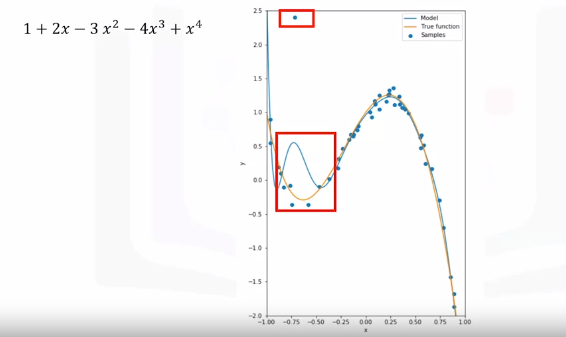 1 + 2x − 3 x² − 4x³ + x⁴
2.5
Model
True function
Samples
2.0
1.5
1.0
0.5
y
0.0
−0.5
−1.0
−1.5
−2.0
−1.00 −0.75 −0.50 −0.25 0.00 0.25 0.50 0.75 1.00
x